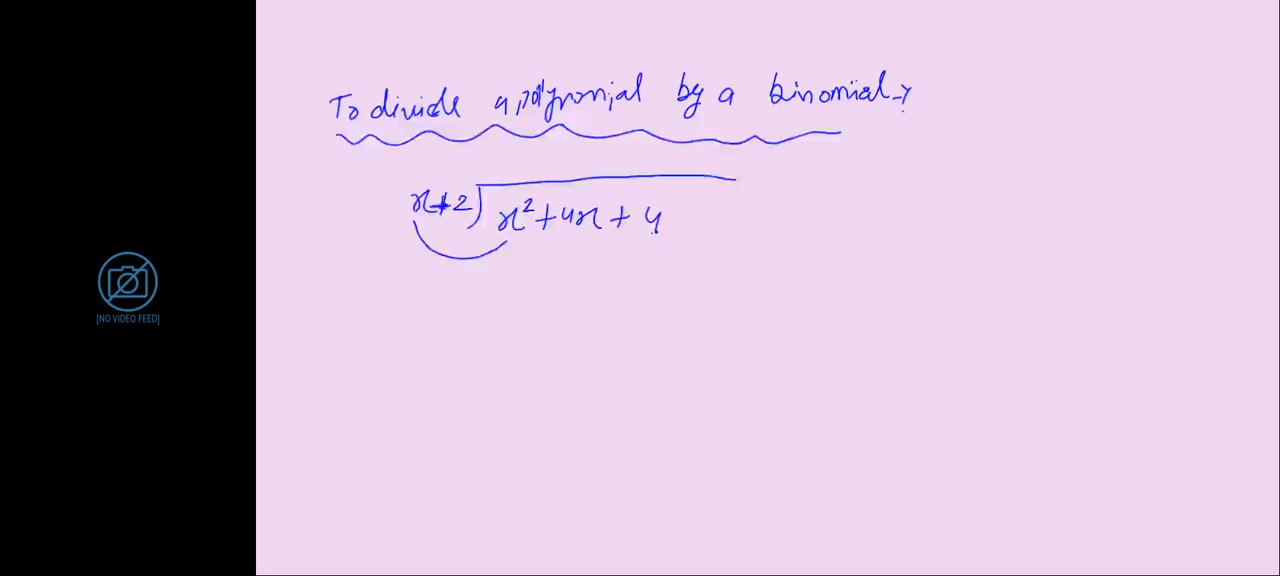 To divide a polynomial by a binomial →
x+2) x²+4x+4
[NO VIDEO FEED]